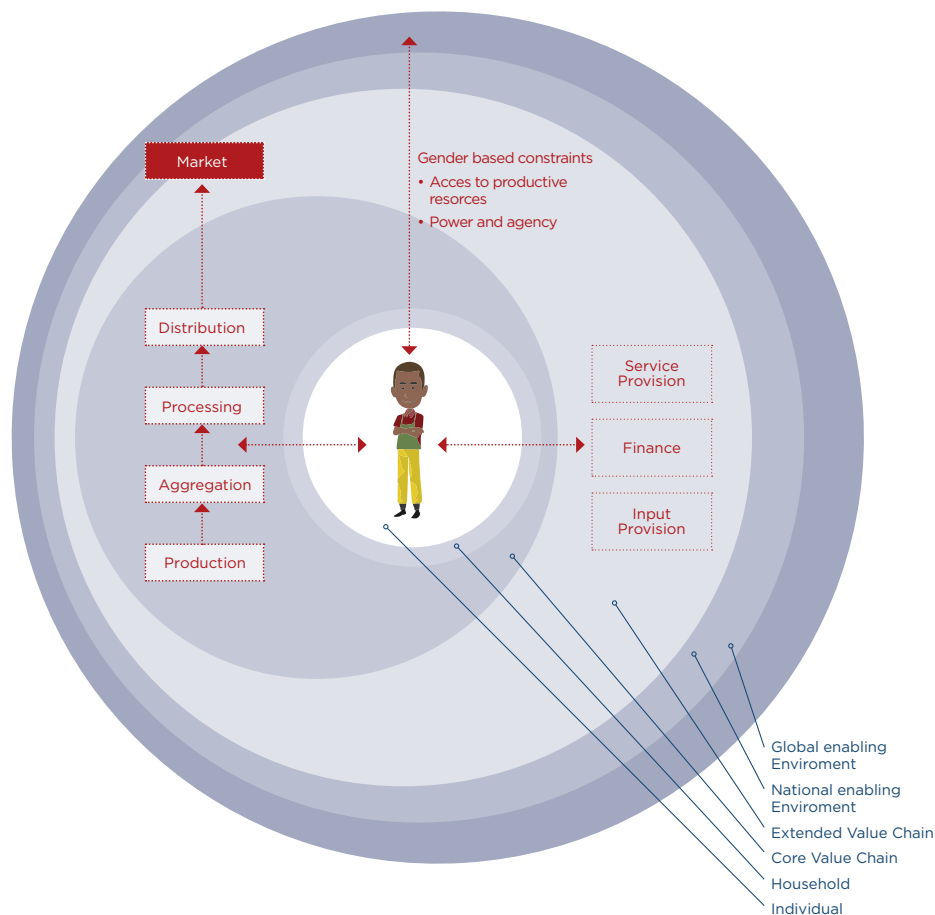 Market
Gender based constraints
• Acces to productive
resorces
• Power and agency
Distribution
Processing
Aggregation
Production
Service
Provision
Finance
Input
Provision
Global enabling
Enviroment
National enabling
Enviroment
Extended Value Chain
Core Value Chain
Household
Individual